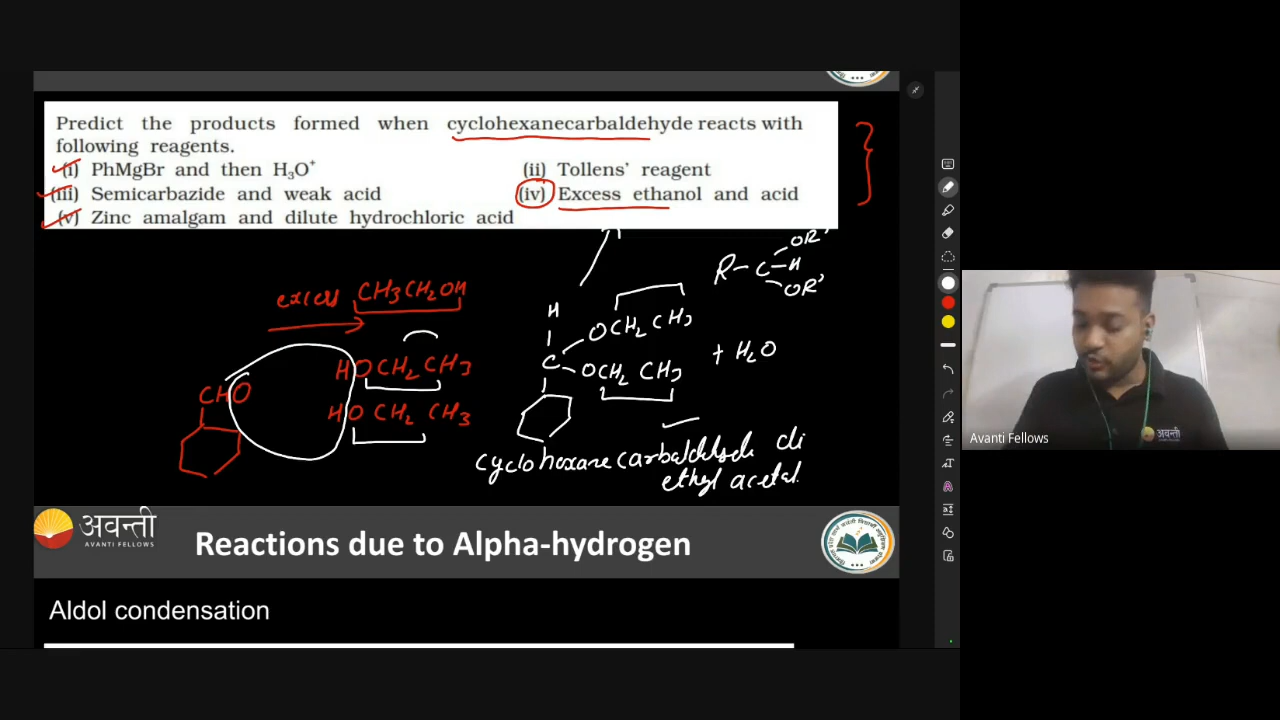 Predict the products formed when cyclohexanecarbaldehyde reacts with
following reagents.
(i) PhMgBr and then H₃O⁺ (ii) Tollens' reagent
(iii) Semicarbazide and weak acid (iv) Excess ethanol and acid
(v) Zinc amalgam and dilute hydrochloric acid
OR'
R-C-H
OR'
excess CH3CH2OH
H
OCH2CH3
HOCH2CH3
C
OCH2CH3
+ H2O
CHO
HOCH2CH3
cyclohoxanecarbaldehyde di
ethyl acetal.
अवन्ती
AVANTI FELLOWS
Reactions due to Alpha-hydrogen
Aldol condensation
Avanti Fellows
अवन्ती